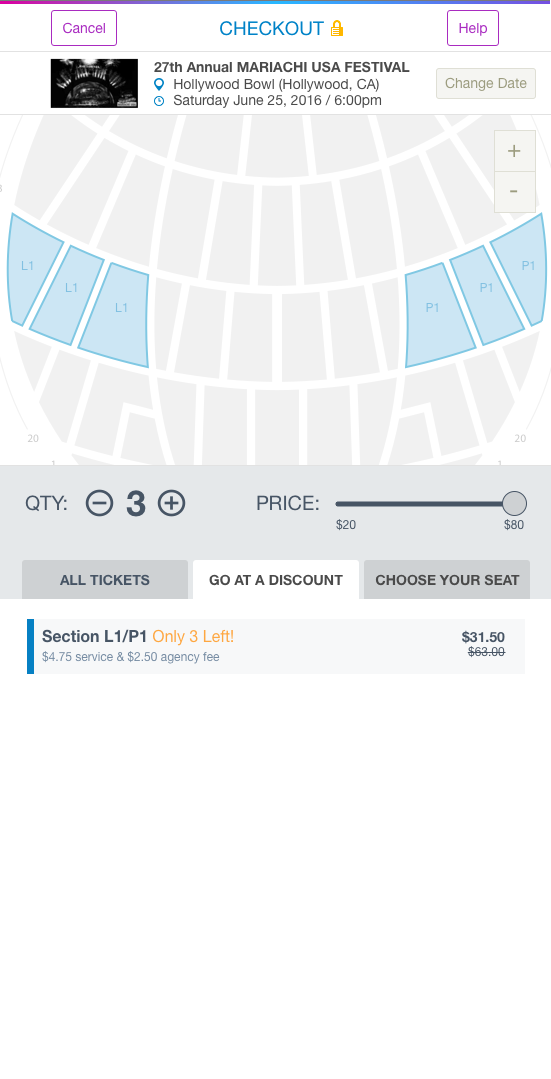 Cancel
CHECKOUT
Help
27th Annual MARIACHI USA FESTIVAL
Hollywood Bowl (Hollywood, CA)
Saturday June 25, 2016 / 6:00pm
Change Date
+
-
L1
L1
L1
P1
P1
P1
20
20
1
1
QTY:
3
PRICE:
$20
$80
ALL TICKETS
GO AT A DISCOUNT
CHOOSE YOUR SEAT
Section L1/P1 Only 3 Left!
$31.50
$4.75 service & $2.50 agency fee
$63.00